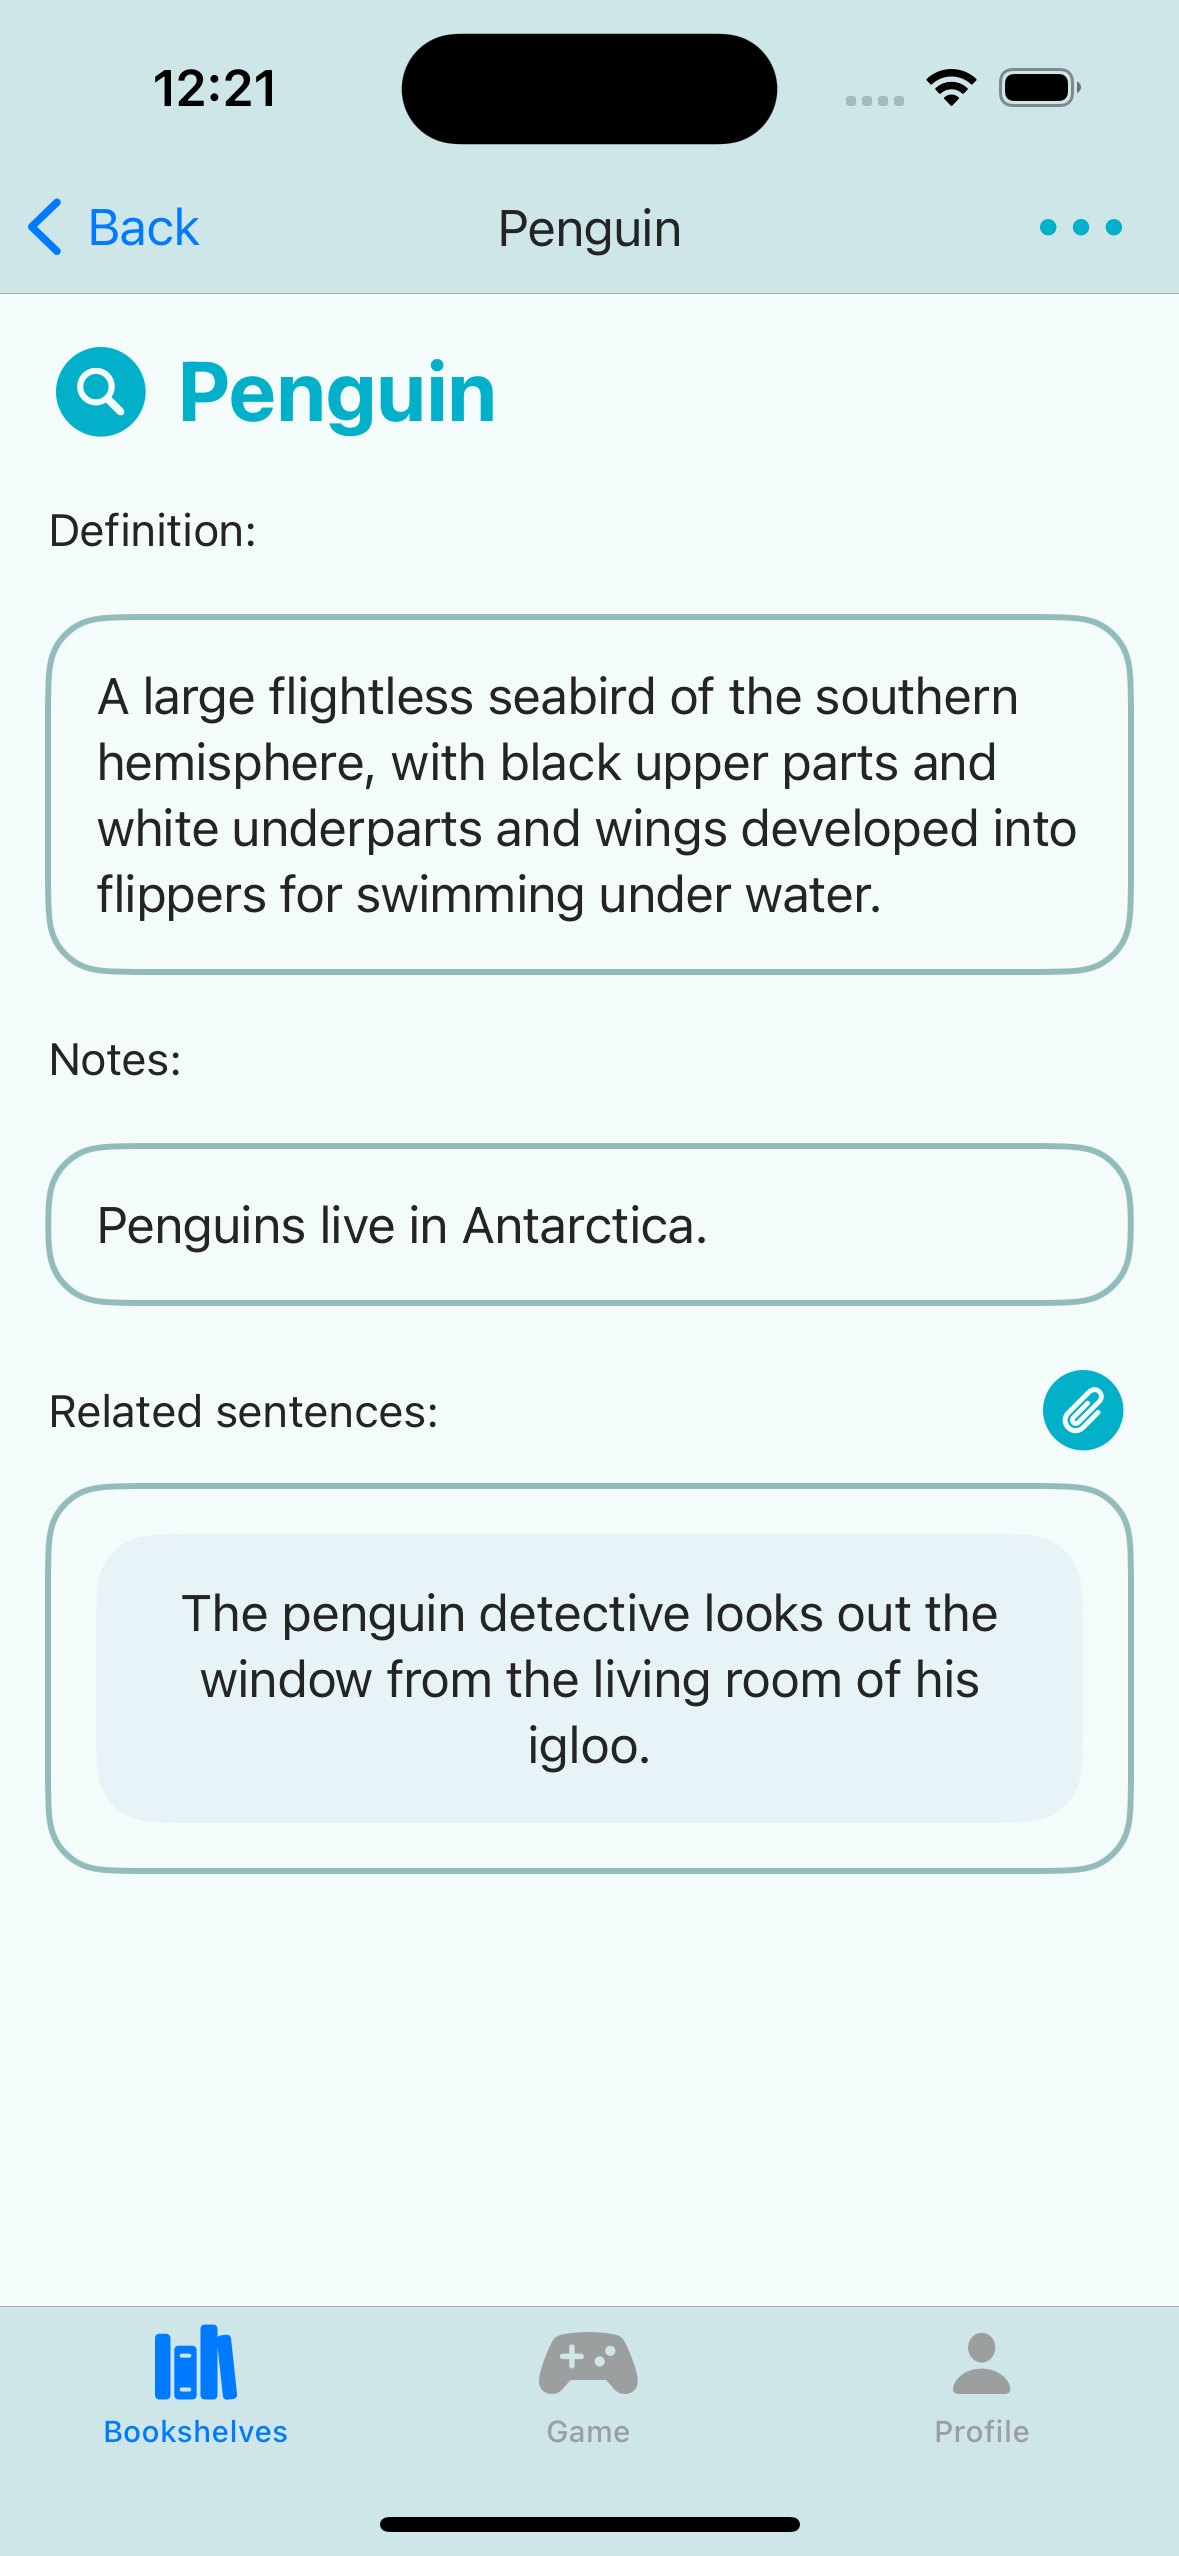 12:21
Back
Penguin
Penguin
Definition:
A large flightless seabird of the southern
hemisphere, with black upper parts and
white underparts and wings developed into
flippers for swimming under water.
Notes:
Penguins live in Antarctica.
Related sentences:
The penguin detective looks out the
window from the living room of his
igloo.
Bookshelves
Game
Profile